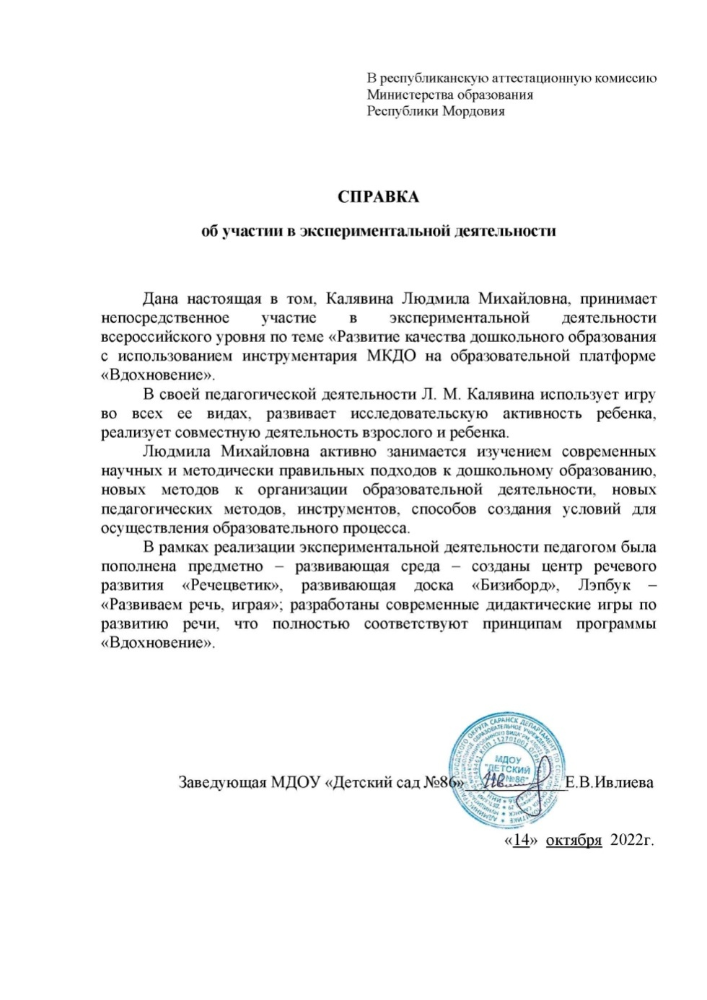 В республиканскую аттестационную комиссию
Министерства образования
Республики Мордовия
СПРАВКА
об участии в экспериментальной деятельности
Дана настоящая в том, Калявина Людмила Михайловна, принимает
непосредственное участие в экспериментальной деятельности
всероссийского уровня по теме «Развитие качества дошкольного образования
с использованием инструментария МКДО на образовательной платформе
«Вдохновение».
В своей педагогической деятельности Л. М. Калявина использует игру
во всех ее видах, развивает исследовательскую активность ребенка,
реализует совместную деятельность взрослого и ребенка.
Людмила Михайловна активно занимается изучением современных
научных и методически правильных подходов к дошкольному образованию,
новых методов к организации образовательной деятельности, новых
педагогических методов, инструментов, способов создания условий для
осуществления образовательного процесса.
В рамках реализации экспериментальной деятельности педагогом была
пополнена предметно – развивающая среда – созданы центр речевого
развития «Речецветик», развивающая доска «Бизиборд», Лэпбук –
«Развиваем речь, играя»; разработаны современные дидактические игры по
развитию речи, что полностью соответствуют принципам программы
«Вдохновение».
МДОУ
"ДЕТСКИЙ
№86"
Заведующая МДОУ «Детский сад №86» Е.В.Ивлиева
«14» октября 2022г.